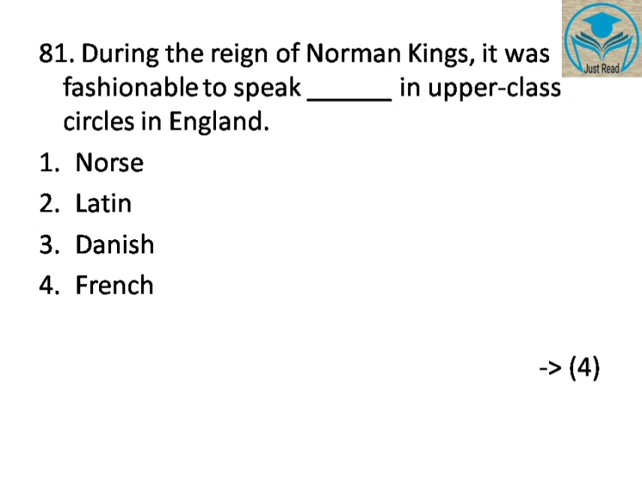 81. During the reign of Norman Kings, it was
fashionable to speak ______ in upper-class
circles in England.
1. Norse
2. Latin
3. Danish
4. French
-> (4)
Just Read